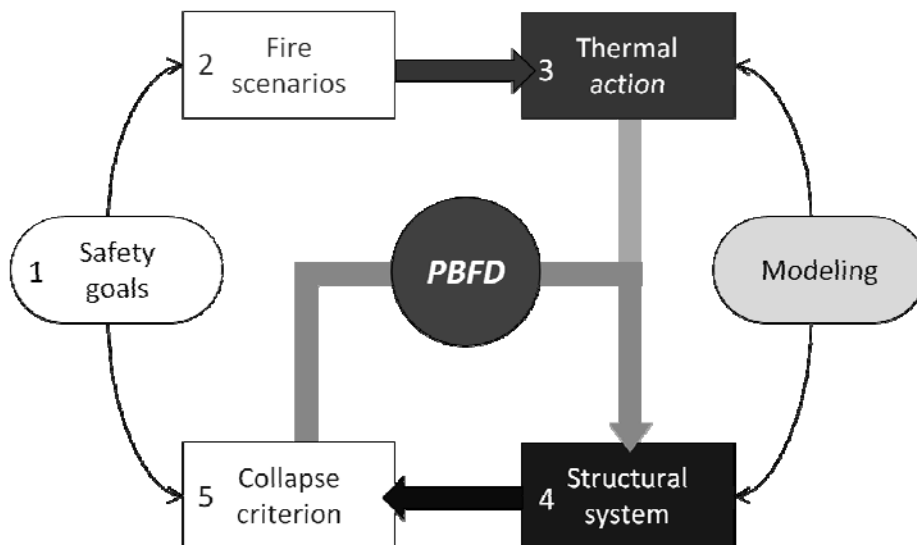 2 Fire
scenarios
3 Thermal
action
1 Safety
goals
PBFD
Modeling
5 Collapse
criterion
4 Structural
system